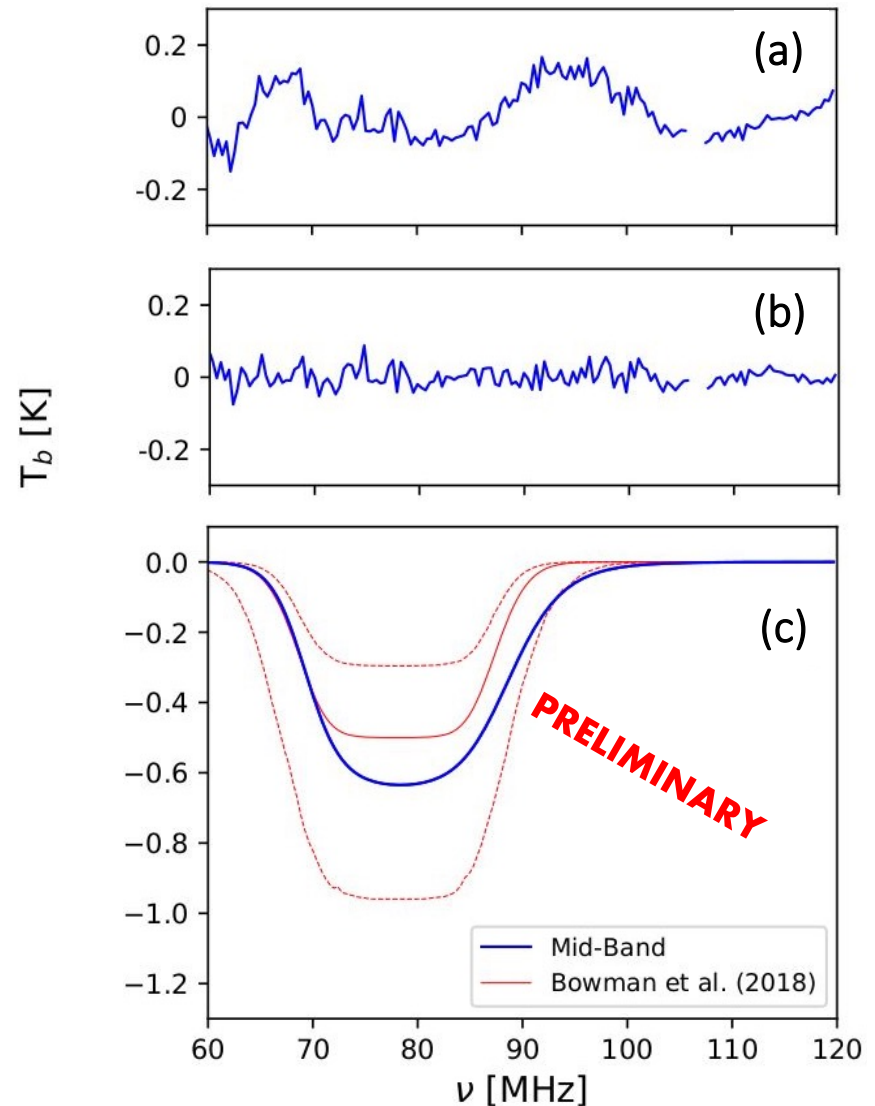 (a)
0.2
0
-0.2
(b)
0.2
0
-0.2
T_b [K]
(c)
0.0
−0.2
−0.4
−0.6
−0.8
−1.0
−1.2
PRELIMINARY
Mid-Band
Bowman et al. (2018)
60 70 80 90 100 110 120
ν [MHz]